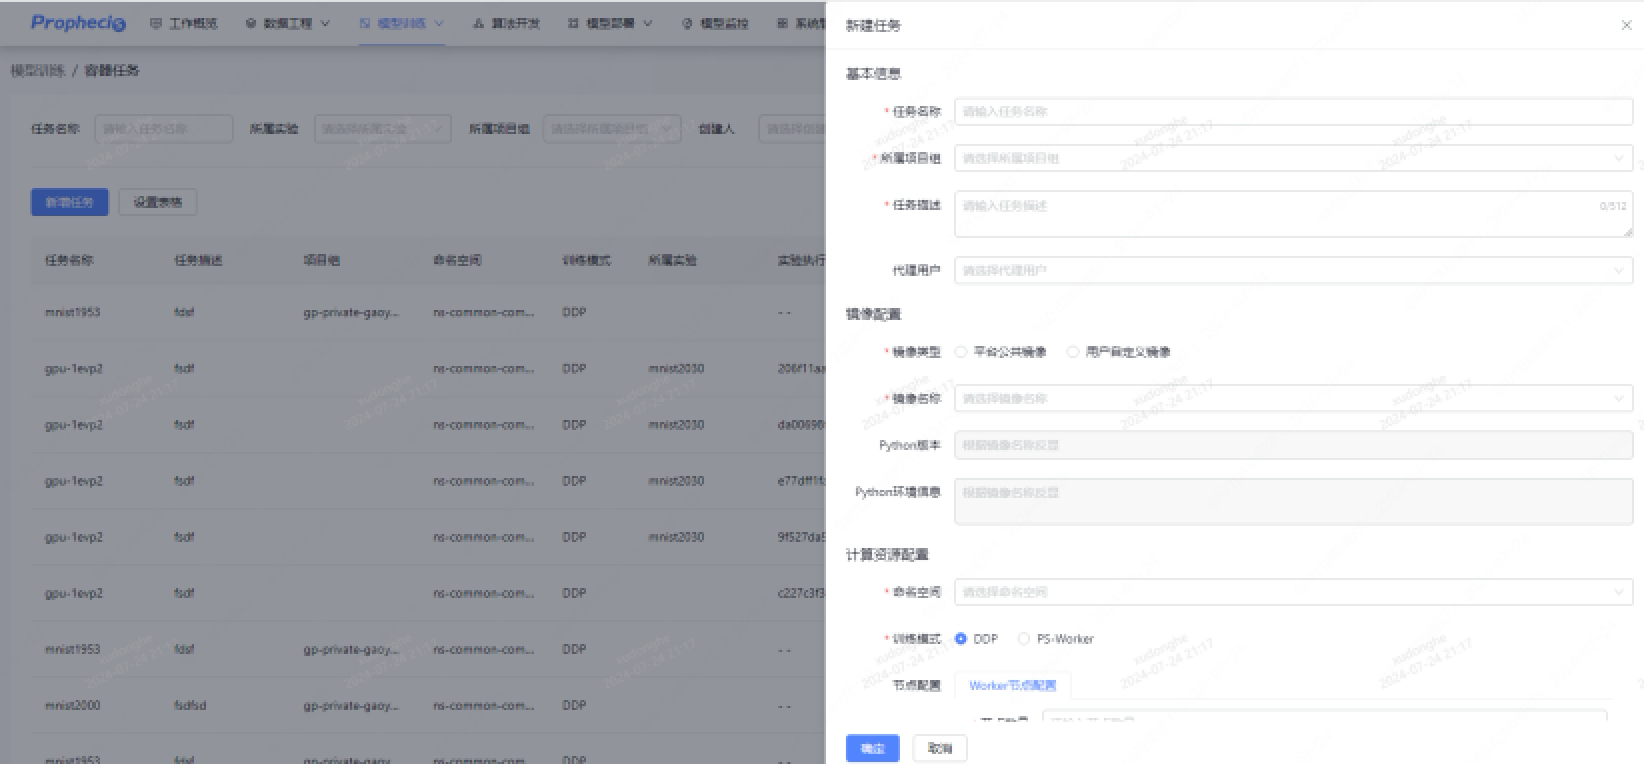 Prophecis 工作概览 数据工程 模型训练 算法开发 模型部署 模型监控
模型训练 / 容器任务
任务名称 请输入任务名称 所属实验 请选择所属实验 所属项目组 请选择所属项目组 创建人
新增任务 设置表格
任务名称 任务描述 项目组 命名空间 训练模式 所属实验 实验执行
mnist1953 fdsf gp-private-gaoy... ns-common-com... DDP - -
gpu-1evp2 fsdf ns-common-com... DDP mnist2030 206f11aa
gpu-1evp2 fsdf ns-common-com... DDP mnist2030
gpu-1evp2 fsdf ns-common-com... DDP mnist2030
gpu-1evp2 fsdf ns-common-com... DDP mnist2030
gpu-1evp2 fsdf ns-common-com... DDP
mnist1953 fdsf gp-private-gaoy... ns-common-com... DDP - -
mnist2000 fsdfsd gp-private-gaoy... ns-common-com... DDP - -
mnist1953 fdsf gp-private-gaoy ns-common-com DDP
新建任务
基本信息
* 任务名称 请输入任务名称
* 所属项目组 请选择所属项目组
* 任务描述 请输入任务描述 0/512
代理用户 请选择代理用户
镜像配置
* 镜像类型 平台公共镜像 用户自定义镜像
* 镜像名称 请选择镜像名称
Python版本 根据镜像名称反显
Python环境信息 根据镜像名称反显
计算资源配置
* 命名空间 请选择命名空间
* 训练模式 DDP PS-Worker
节点配置 Worker节点配置
确定 取消
xudonghe
2024-07-24 21:17